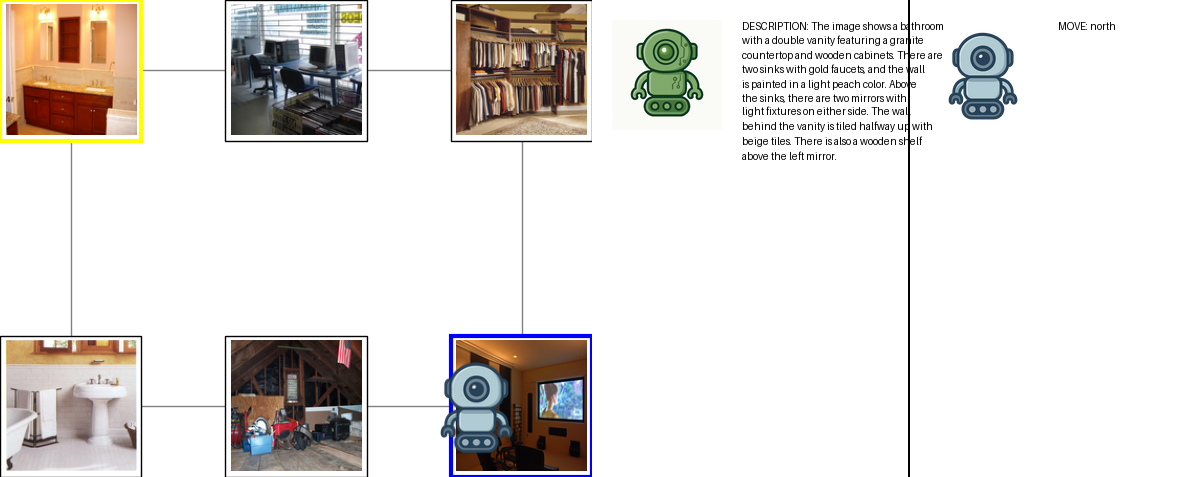 DESCRIPTION: The image shows a bathroom
with a double vanity featuring a granite
countertop and wooden cabinets. There are
two sinks with gold faucets, and the wall
is painted in a light peach color. Above
the sinks, there are two mirrors with
light fixtures on either side. The wall
behind the vanity is tiled halfway up with
beige tiles. There is also a wooden shelf
above the left mirror.
MOVE: north